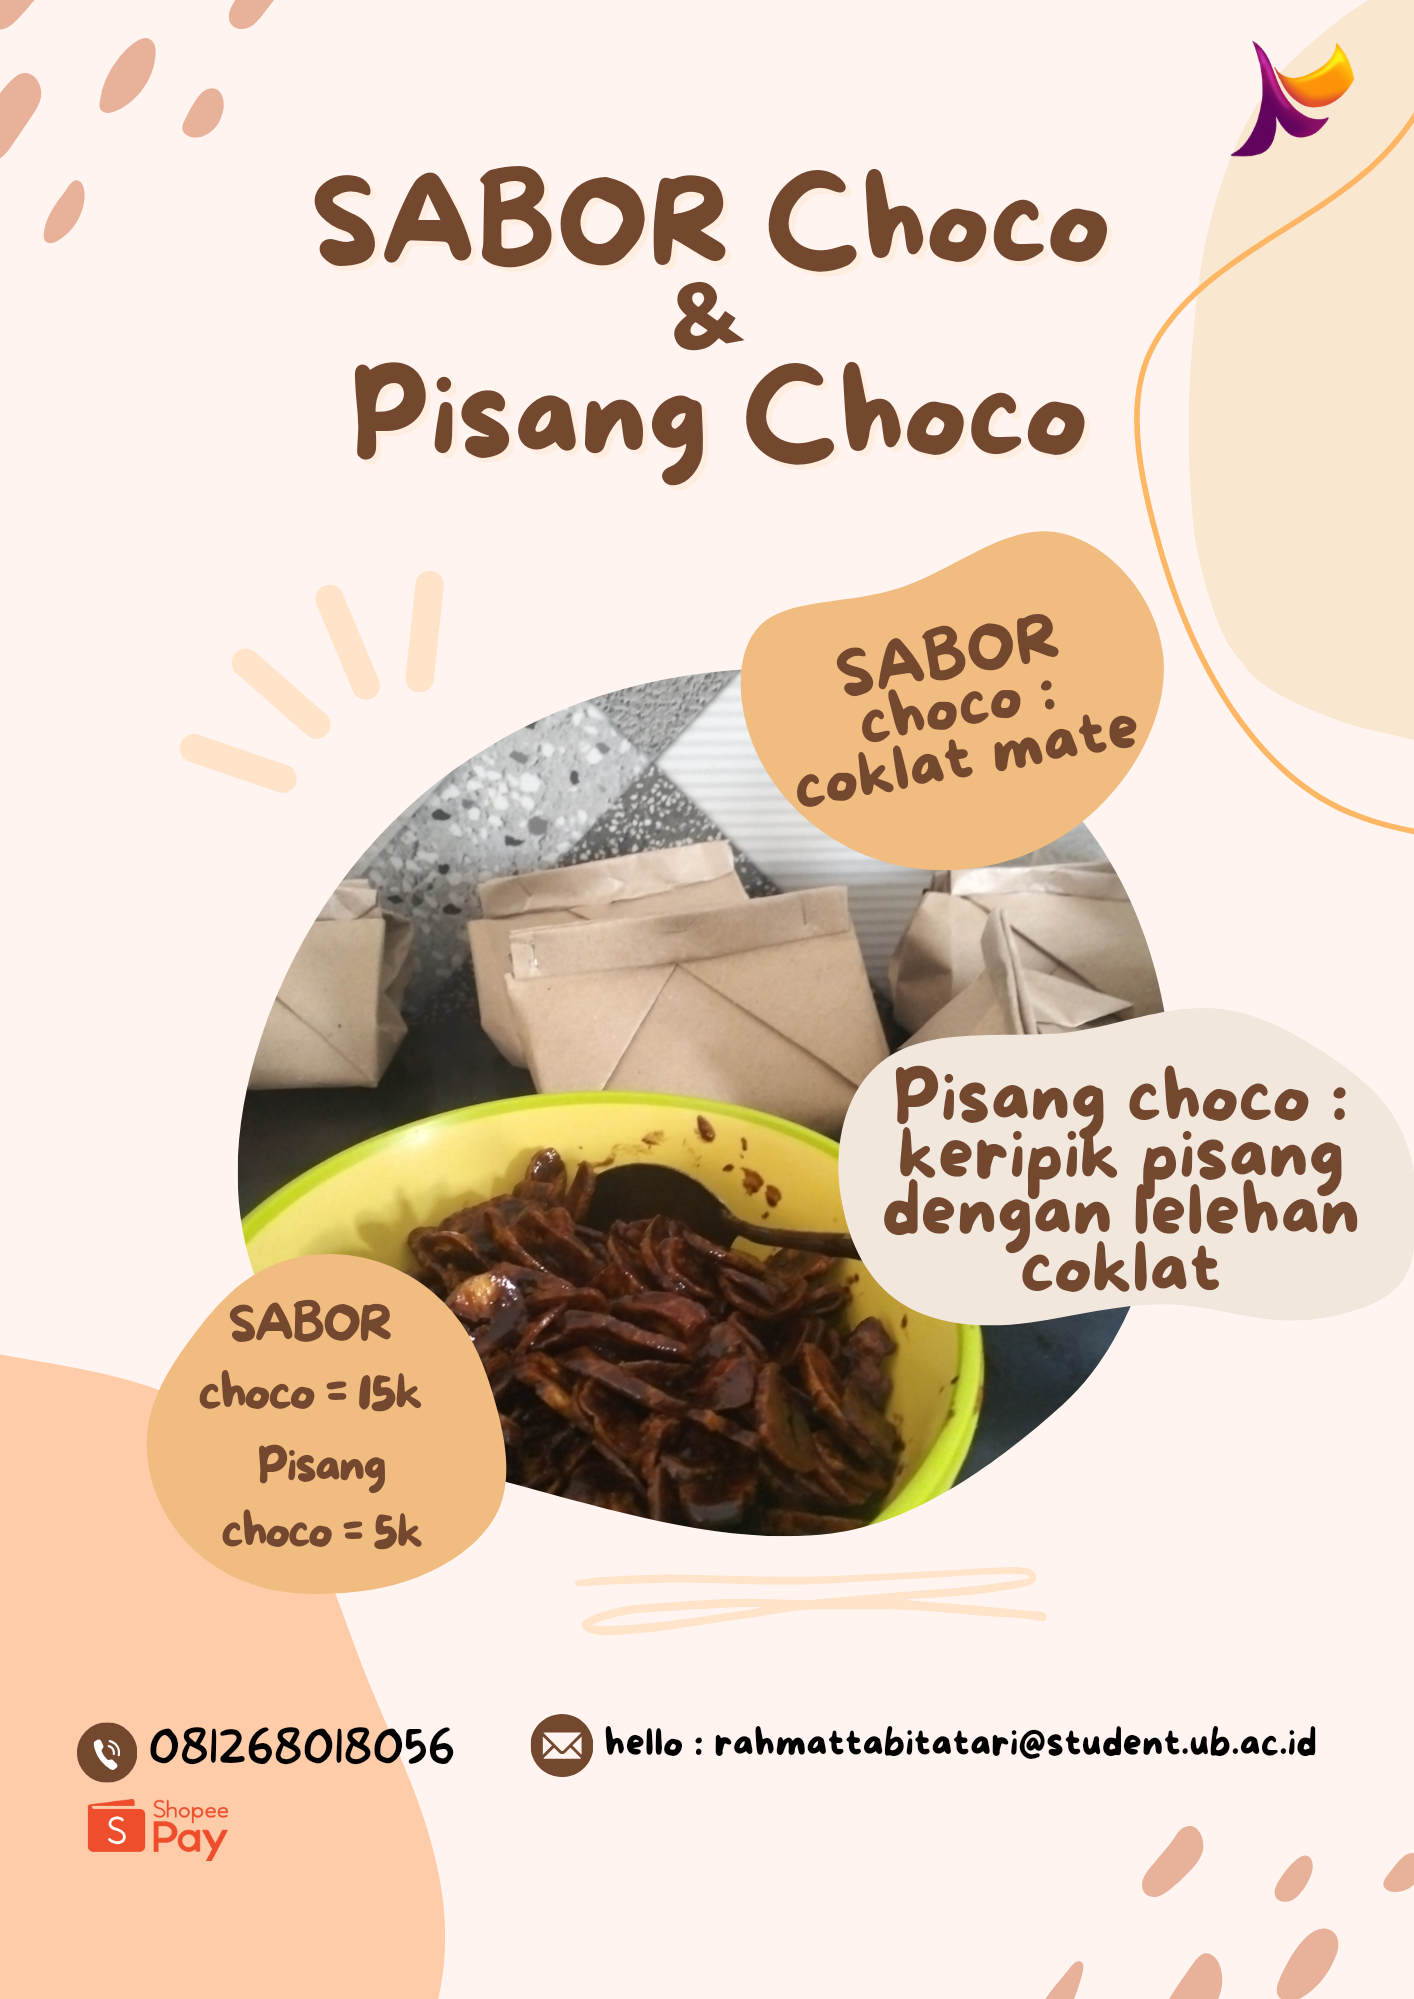 SABOR Choco
&
Pisang Choco
SABOR
choco :
coklat mate
Pisang choco :
keripik pisang
dengan lelehan
coklat
SABOR
choco = 15k
Pisang
choco = 5k
081268018056
hello : rahmattabitatari@student.ub.ac.id
S
Shopee
Pay